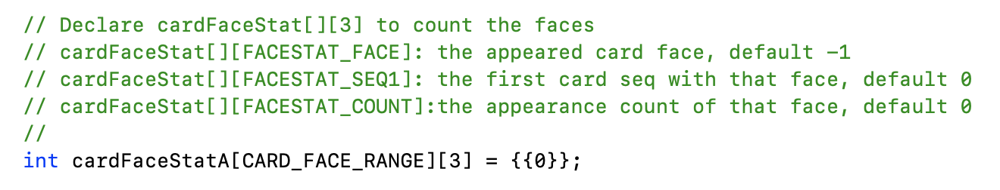 // Declare cardFaceStat[][3] to count the faces
// cardFaceStat[][FACESTAT_FACE]: the appeared card face, default -1
// cardFaceStat[][FACESTAT_SEQ1]: the first card seq with that face, default 0
// cardFaceStat[][FACESTAT_COUNT]:the appearance count of that face, default 0
//
int cardFaceStatA[CARD_FACE_RANGE][3] = {{0}};